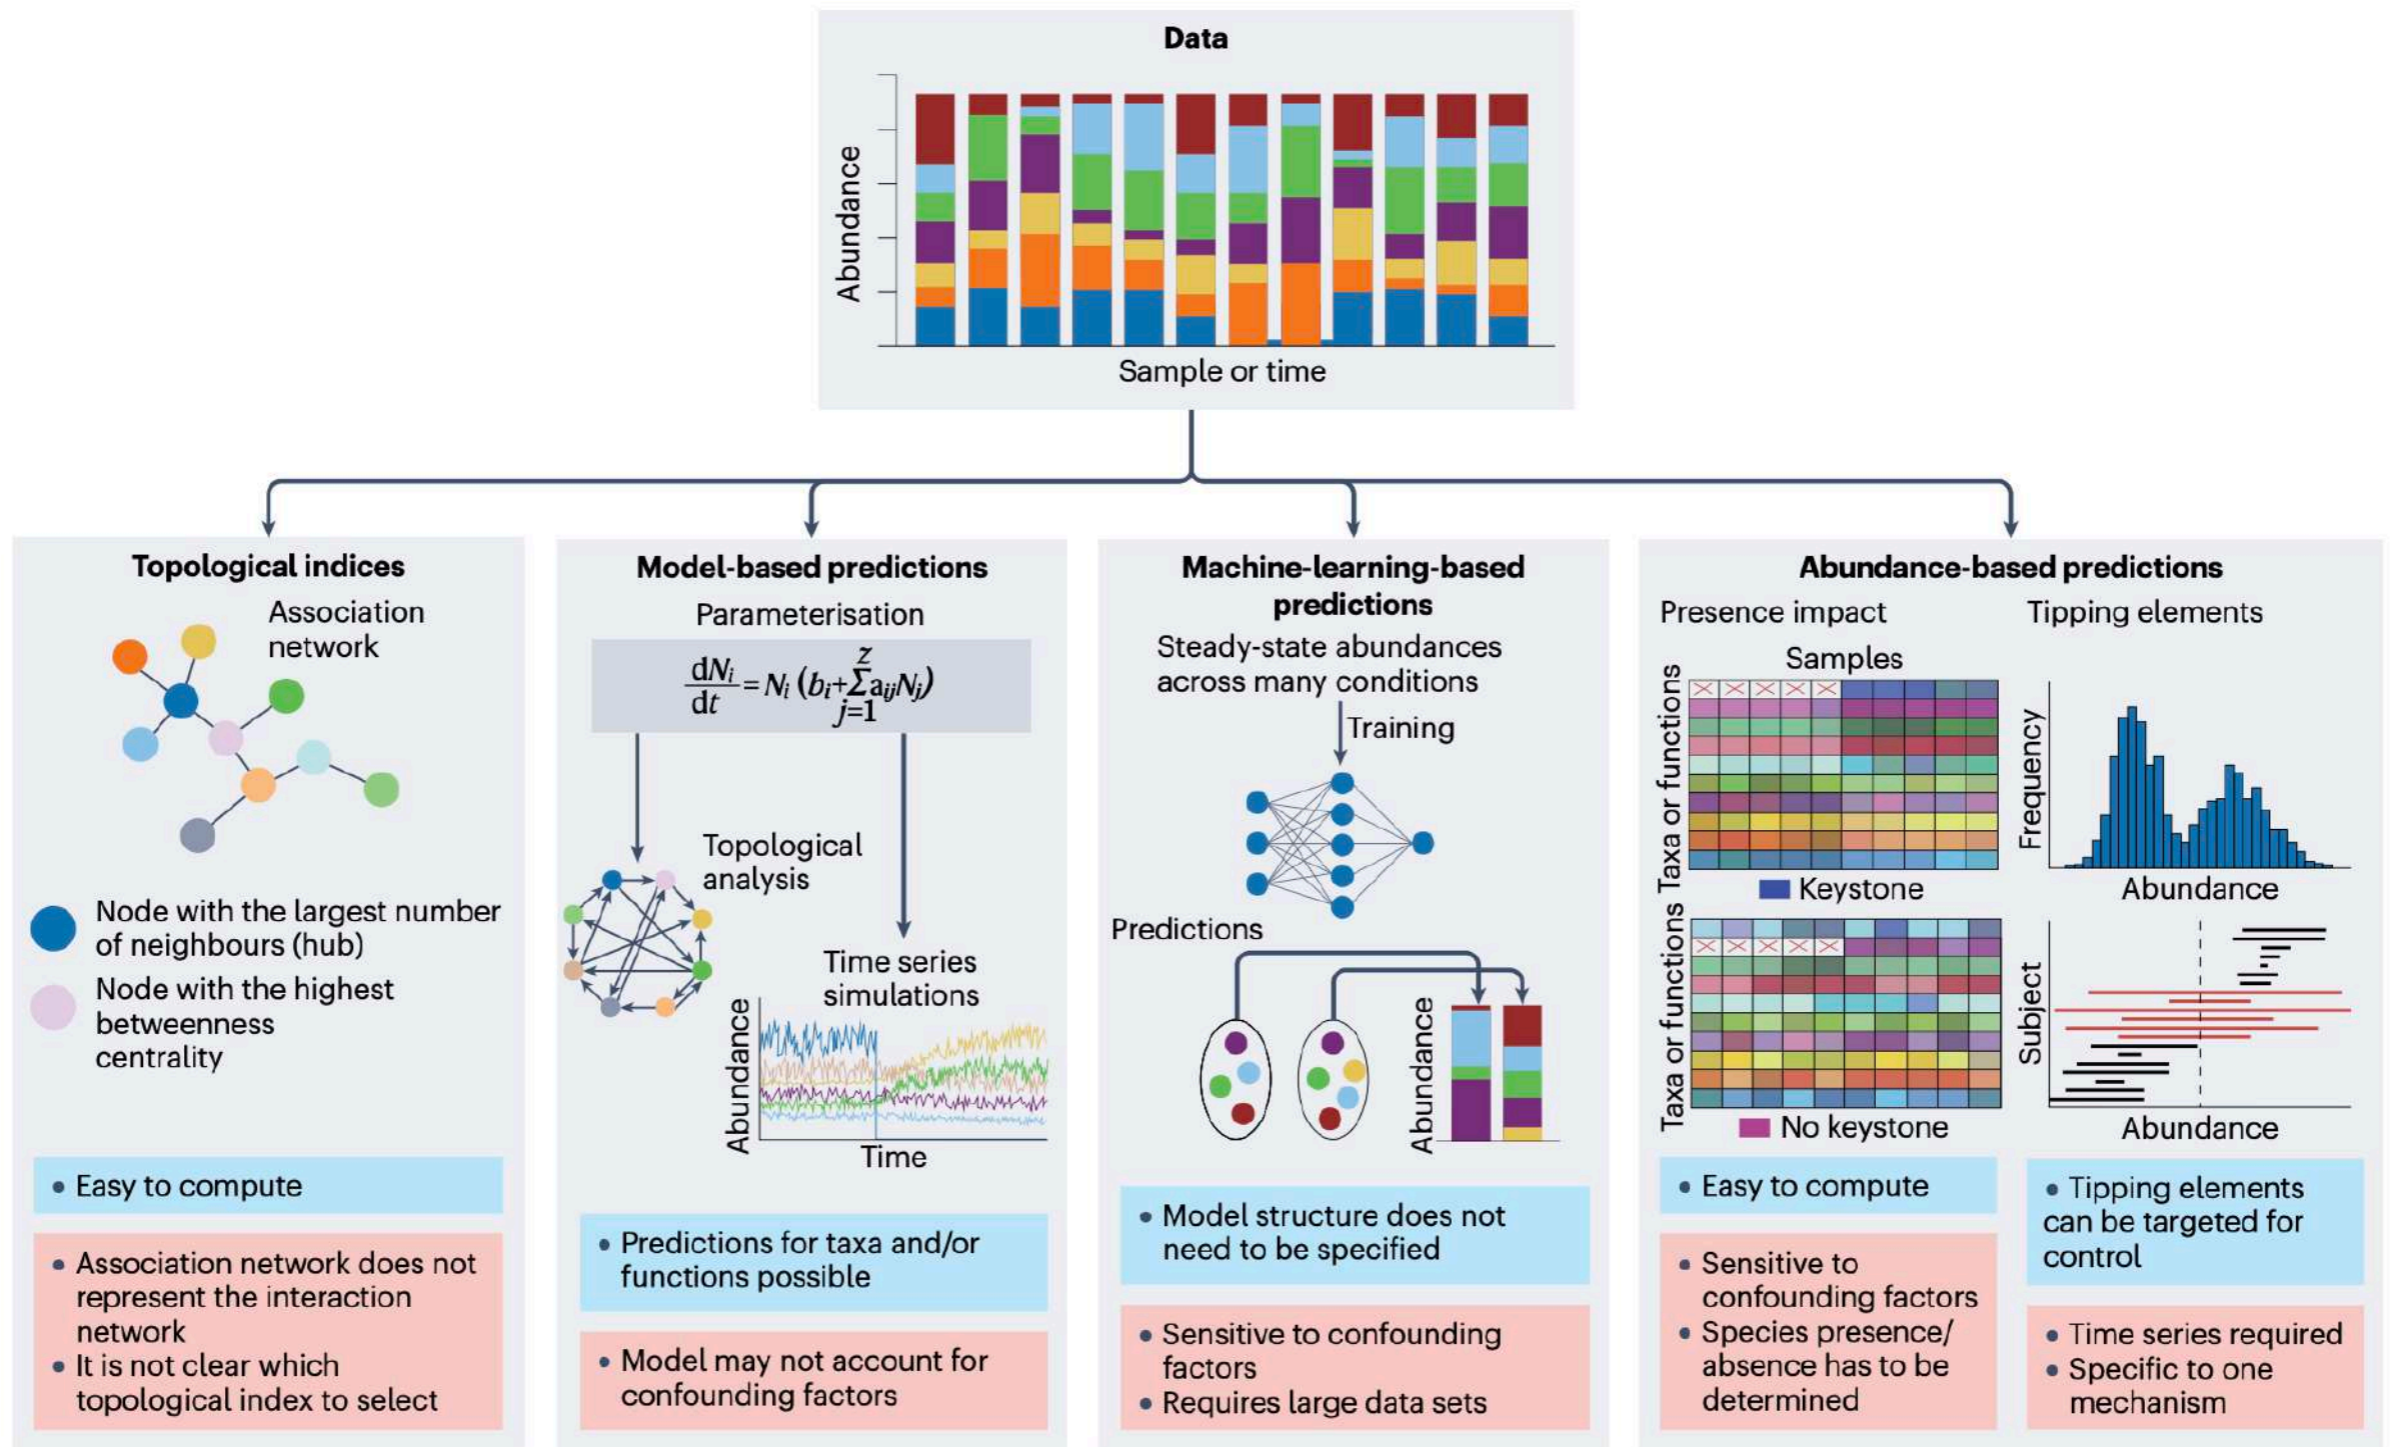 Data
Abundance
Sample or time
Topological indices
Association
network
Node with the largest number
of neighbours (hub)
Node with the highest
betweenness
centrality
• Easy to compute
• Association network does not
represent the interaction
network
• It is not clear which
topological index to select
Model-based predictions
Parameterisation
dNᵢ/dt = Nᵢ (bᵢ + Σ_{j=1}^{z} aᵢⱼNⱼ)
Topological
analysis
Time series
simulations
Abundance
Time
• Predictions for taxa and/or
functions possible
• Model may not account for
confounding factors
Machine-learning-based
predictions
Steady-state abundances
across many conditions
Training
Predictions
Abundance
• Model structure does not
need to be specified
• Sensitive to confounding
factors
• Requires large data sets
Abundance-based predictions
Presence impact
Samples
Taxa or functions
Keystone
Taxa or functions
No keystone
• Easy to compute
• Sensitive to
confounding factors
• Species presence/
absence has to be
determined
Tipping elements
Frequency
Abundance
Subject
Abundance
• Tipping elements
can be targeted for
control
• Time series required
• Specific to one
mechanism